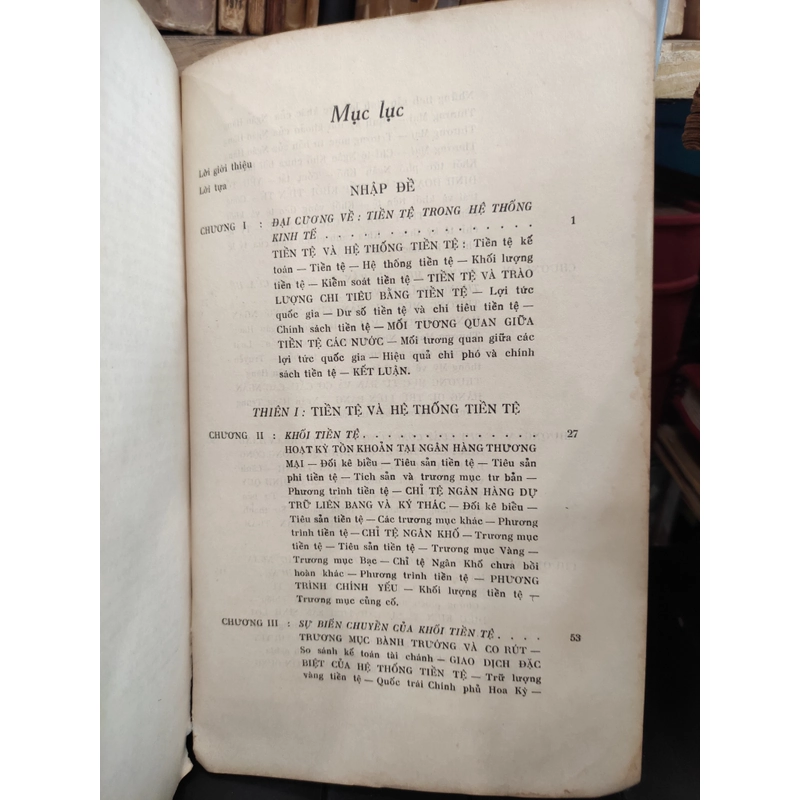 Mục lục
Lời giới thiệu
Lời tựa
NHẬP ĐỀ
CHƯƠNG I : ĐẠI CƯƠNG VỀ : TIỀN TỆ TRONG HỆ THỐNG
KINH TẾ . . . . . . . . . . . . . . . . 1
TIỀN TỆ VÀ HỆ THỐNG TIỀN TỆ : Tiền tệ kế
toán — Tiền tệ — Hệ thống tiền tệ — Khối lượng
tiền tệ — Kiểm soát tiền tệ — TIỀN TỆ VÀ TRÀO
LƯỢNG CHI TIÊU BẰNG TIỀN TỆ — Lợi tức
quốc gia — Dư số tiền tệ và chi tiêu tiền tệ —
Chính sách tiền tệ — MỐI TƯƠNG QUAN GIỮA
TIỀN TỆ CÁC NƯỚC — Mối tương quan giữa các
lợi tức quốc gia — Hiệu quả chi phó và chính
sách tiền tệ — KẾT LUẬN.
THIÊN I : TIỀN TỆ VÀ HỆ THỐNG TIỀN TỆ
CHƯƠNG II : KHỐI TIỀN TỆ . . . . . . . . . . . . . . 27
HOẠT KỲ TỒN KHOẢN TẠI NGÂN HÀNG THƯƠNG
MẠI — Đối kê biểu — Tiêu sản tiền tệ — Tiêu sản
phi tiền tệ — Tích sản và trương mục tư bản —
Phương trình tiền tệ — CHỈ TỆ NGÂN HÀNG DỰ
TRỮ LIÊN BANG VÀ KÝ THÁC — Đối kê biểu —
Tiêu sản tiền tệ — Các trương mục khác — Phương
trình tiền tệ — CHỈ TỆ NGÂN KHỐ — Trương mục
tiền tệ — Tiêu sản tiền tệ — Trương mục Vàng —
Trương mục Bạc — Chỉ tệ Ngân Khố chưa bồi
hoàn khác — Phương trình tiền tệ — PHƯƠNG
TRÌNH CHÍNH YẾU — Khối lượng tiền tệ —
Trương mục củng cố.
CHƯƠNG III : SỰ BIẾN CHUYỂN CỦA KHỐI TIỀN TỆ . . . . 53
TRƯƠNG MỤC BÀNH TRƯỚNG VÀ CO RÚT —
So sánh kế toán tài chánh — GIAO DỊCH ĐẶC
BIỆT CỦA HỆ THỐNG TIỀN TỆ — Trữ lượng
vàng tiền tệ — Quốc trái Chính phủ Hoa Kỳ —